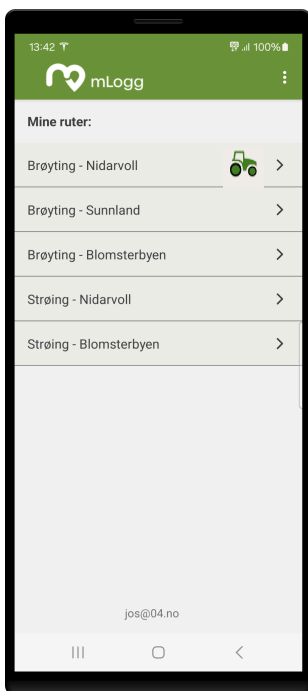 13:42
100%
mLogg
Mine ruter:
Brøyting - Nidarvoll
Brøyting - Sunnland
Brøyting - Blomsterbyen
Strøing - Nidarvoll
Strøing - Blomsterbyen
jos@04.no